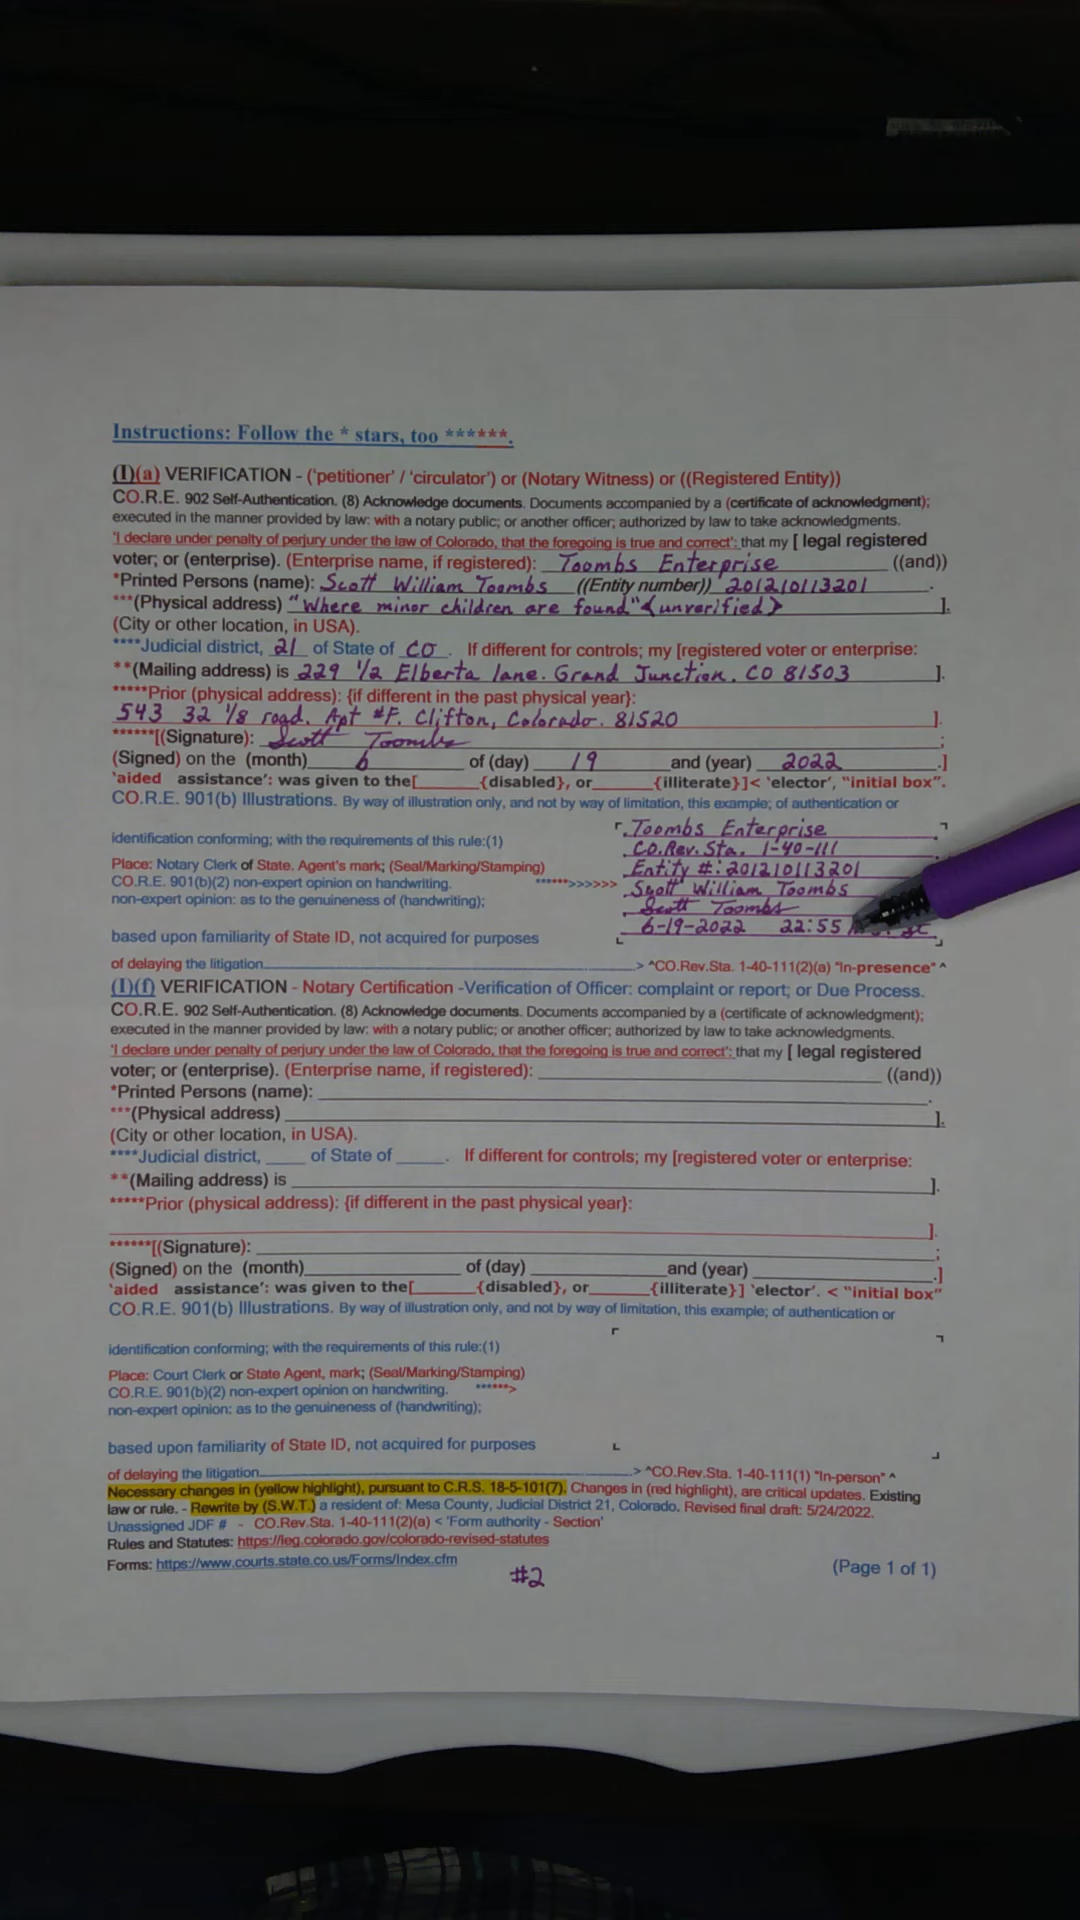 Instructions: Follow the * stars, too ******.
(I)(a) VERIFICATION - ('petitioner' / 'circulator') or (Notary Witness) or ((Registered Entity))
CO.R.E. 902 Self-Authentication. (8) Acknowledge documents. Documents accompanied by a (certificate of acknowledgment);
executed in the manner provided by law: with a notary public; or another officer; authorized by law to take acknowledgments.
'I declare under penalty of perjury under the law of Colorado, that the foregoing is true and correct': that my [ legal registered
voter; or (enterprise). (Enterprise name, if registered): Toombs Enterprise ((and))
*Printed Persons (name): Scott William Toombs ((Entity number)) 201210113201.
***(Physical address) "Where minor children are found" <unverified> ].
(City or other location, in USA).
****Judicial district, 21 of State of CO. If different for controls; my [registered voter or enterprise:
**(Mailing address) is 229 1/2 Elberta lane. Grand Junction. CO 81503 ].
*****Prior (physical address): {if different in the past physical year}:
543 32 1/8 road. Apt #F. Clifton, Colorado. 81520 ].
******[(Signature): Scott Toombs ;
(Signed) on the (month) 6 of (day) 19 and (year) 2022 .]
'aided assistance': was given to the[____{disabled}, or____{illiterate}]< 'elector', "initial box".
CO.R.E. 901(b) Illustrations. By way of illustration only, and not by way of limitation, this example; of authentication or
Toombs Enterprise
identification conforming; with the requirements of this rule:(1)
CO.Rev.Sta. 1-40-111
Place: Notary Clerk of State. Agent's mark; (Seal/Marking/Stamping)
Entity #: 201210113201
CO.R.E. 901(b)(2) non-expert opinion on handwriting. ******>>>>>>
Scott William Toombs
non-expert opinion: as to the genuineness of (handwriting);
Scott Toombs
6-19-2022 22:55
based upon familiarity of State ID, not acquired for purposes
of delaying the litigation____> ^CO.Rev.Sta. 1-40-111(2)(a) "In-presence" ^
(I)(f) VERIFICATION - Notary Certification -Verification of Officer: complaint or report; or Due Process.
CO.R.E. 902 Self-Authentication. (8) Acknowledge documents. Documents accompanied by a (certificate of acknowledgment);
executed in the manner provided by law: with a notary public; or another officer; authorized by law to take acknowledgments.
'I declare under penalty of perjury under the law of Colorado, that the foregoing is true and correct': that my [ legal registered
voter; or (enterprise). (Enterprise name, if registered): ____ ((and))
*Printed Persons (name): ____.
***(Physical address) ____].
(City or other location, in USA).
****Judicial district, ____ of State of ____. If different for controls; my [registered voter or enterprise:
**(Mailing address) is ____].
*****Prior (physical address): {if different in the past physical year}:
____].
******[(Signature): ____;
(Signed) on the (month)____ of (day) ____ and (year) ____.]
'aided assistance': was given to the[____{disabled}, or____{illiterate}] 'elector'. < "initial box"
CO.R.E. 901(b) Illustrations. By way of illustration only, and not by way of limitation, this example; of authentication or
identification conforming; with the requirements of this rule:(1)
Place: Court Clerk or State Agent, mark; (Seal/Marking/Stamping)
CO.R.E. 901(b)(2) non-expert opinion on handwriting. ******>
non-expert opinion: as to the genuineness of (handwriting);
based upon familiarity of State ID, not acquired for purposes
of delaying the litigation____> ^CO.Rev.Sta. 1-40-111(1) "In-person" ^
Necessary changes in (yellow highlight), pursuant to C.R.S. 18-5-101(7). Changes in (red highlight), are critical updates. Existing
law or rule. - Rewrite by (S.W.T.) a resident of: Mesa County, Judicial District 21, Colorado. Revised final draft: 5/24/2022.
Unassigned JDF # - CO.Rev.Sta. 1-40-111(2)(a) < 'Form authority - Section'
Rules and Statutes: https://leg.colorado.gov/colorado-revised-statutes
Forms: https://www.courts.state.co.us/Forms/Index.cfm
#2
(Page 1 of 1)